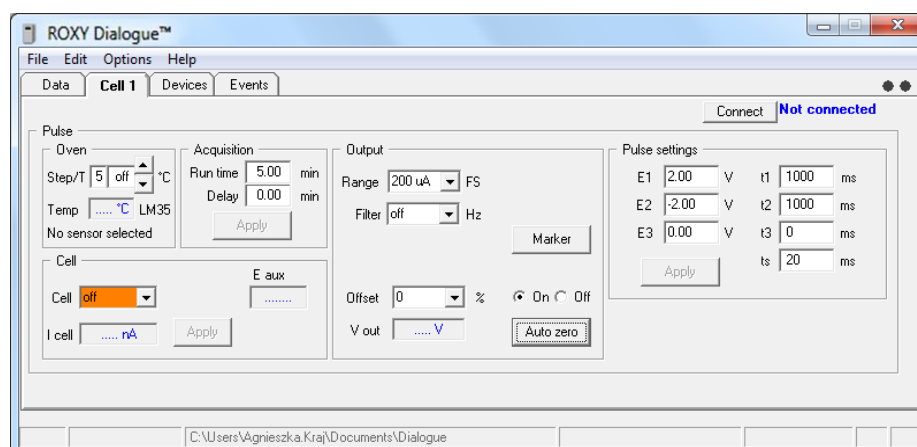 ROXY Dialogue™
File Edit Options Help
Data Cell 1 Devices Events
Connect Not connected
Pulse
Oven
Step/T 5 off °C
Temp ..... °C LM35
No sensor selected
Acquisition
Run time 5.00 min
Delay 0.00 min
Apply
Output
Range 200 uA FS
Filter off Hz
Marker
Offset 0 % On Off
V out ..... V Auto zero
Pulse settings
E1 2.00 V t1 1000 ms
E2 -2.00 V t2 1000 ms
E3 0.00 V t3 0 ms
Apply ts 20 ms
Cell
E aux
Cell off ........
I cell ..... nA Apply
C:\Users\Agnieszka.Kraj\Documents\Dialogue